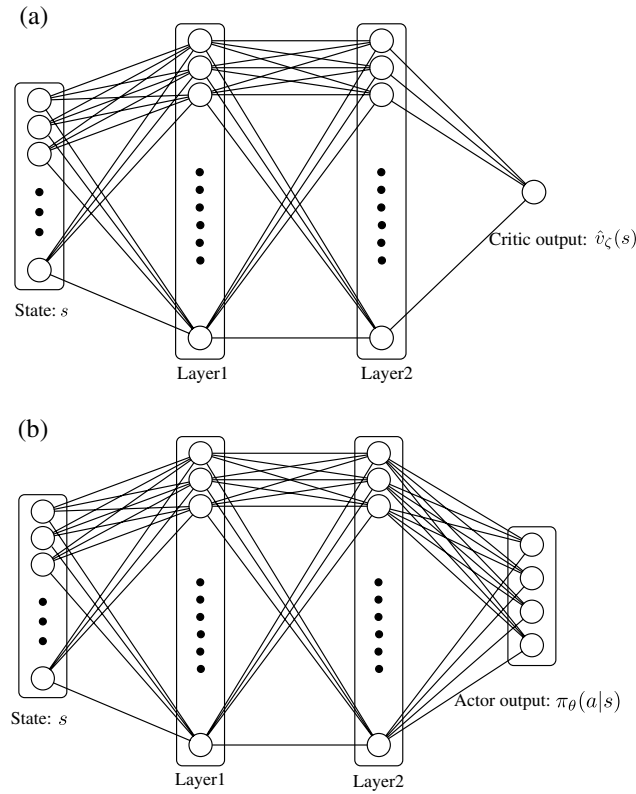 (a)
Critic output: $\hat{v}_{\zeta}(s)$
State: $s$
Layer1
Layer2
(b)
Actor output: $\pi_{\theta}(a|s)$
State: $s$
Layer1
Layer2